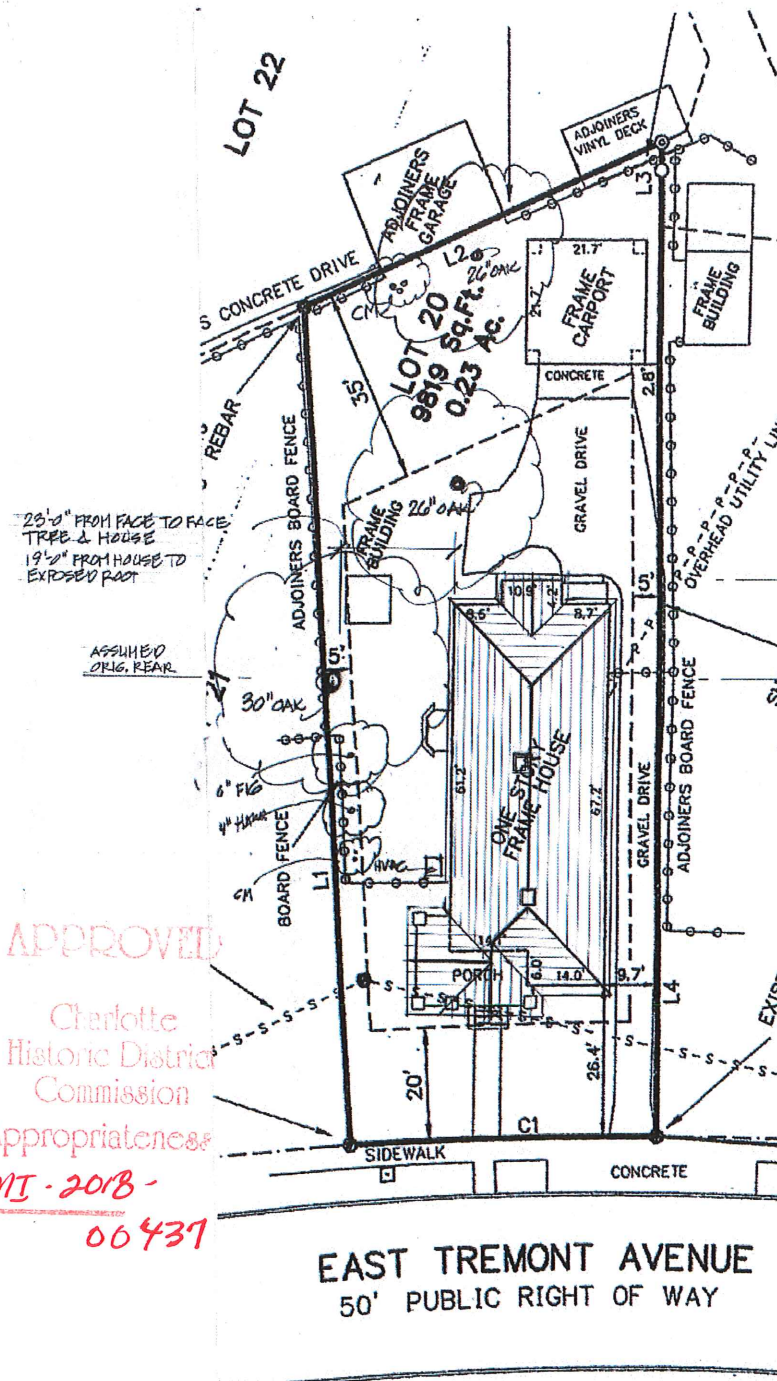 LOT 22
ADJOINERS
VINYL DECK
ADJOINERS
FRAME
GARAGE
L3
L2
26" OAK
S CONCRETE DRIVE
CM
21.7'
FRAME
CARPORT
FRAME
BUILDING
LOT 20
9819 Sq.Ft.
0.23 Ac.
CONCRETE
2.8'
35'
REBAR
ADJOINERS BOARD FENCE
GRAVEL DRIVE
P-P-P-P-P-P-
OVERHEAD UTILITY LIN
23'-0" FROM FACE TO FACE
TREE & HOUSE
19'-0" FROM HOUSE TO
EXPOSED ROOT
26" OAK
FRAME
BUILDING
5'
10.9'
8.7'
ASSUMED
ORIG. REAR
5'
21
30" OAK
P-P
61.2'
ONE STORY
FRAME HOUSE
67.2'
6" FIG
BOARD FENCE
GRAVEL DRIVE
ADJOINERS BOARD FENCE
HVAC
CM
L1
PORCH
6.0'
14.0'
9.7'
L4
APPROVED
Charlotte
Historic District
Commission
ppropriateness
MI-2018-
00437
20'
26.4'
C1
SIDEWALK
CONCRETE
EAST TREMONT AVENUE
50' PUBLIC RIGHT OF WAY